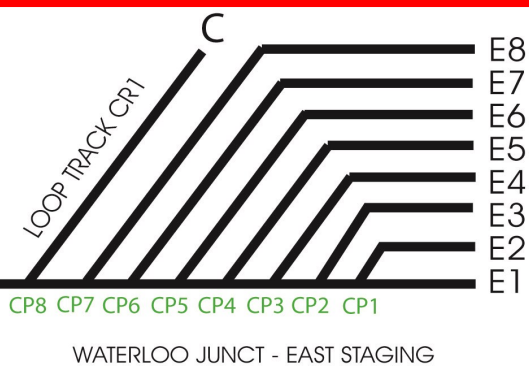 C
LOOP TRACK CR1
E8
E7
E6
E5
E4
E3
E2
E1
CP8 CP7 CP6 CP5 CP4 CP3 CP2 CP1
WATERLOO JUNCT - EAST STAGING